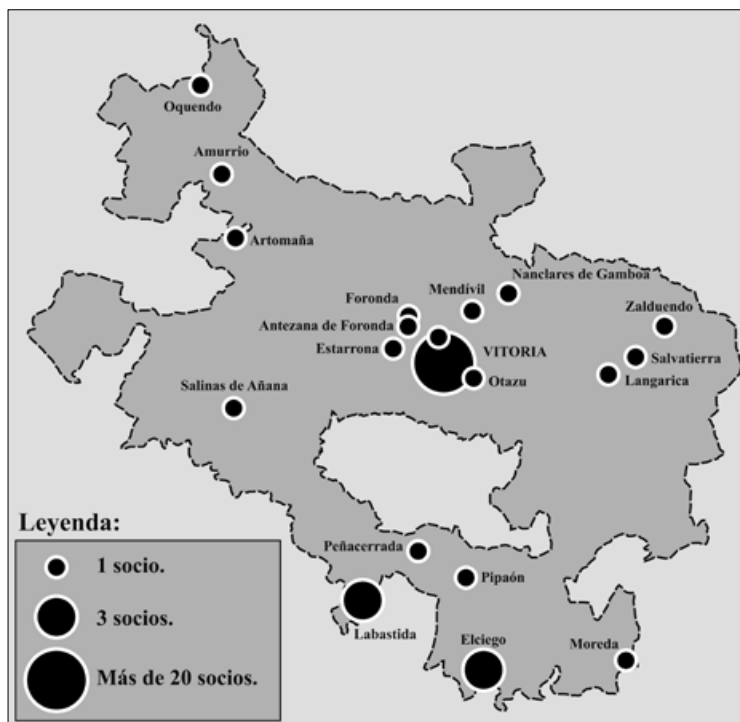 Oquendo
Amurrio
Artomaña
Nanclares de Gamboa
Mendívil
Foronda
Zalduendo
Antezana de Foronda
Estarrona
VITORIA
Salvatierra
Langarica
Otazu
Salinas de Añana
Leyenda:
1 socio.
3 socios.
Más de 20 socios.
Peñacerrada
Pipaón
Labastida
Elciego
Moreda